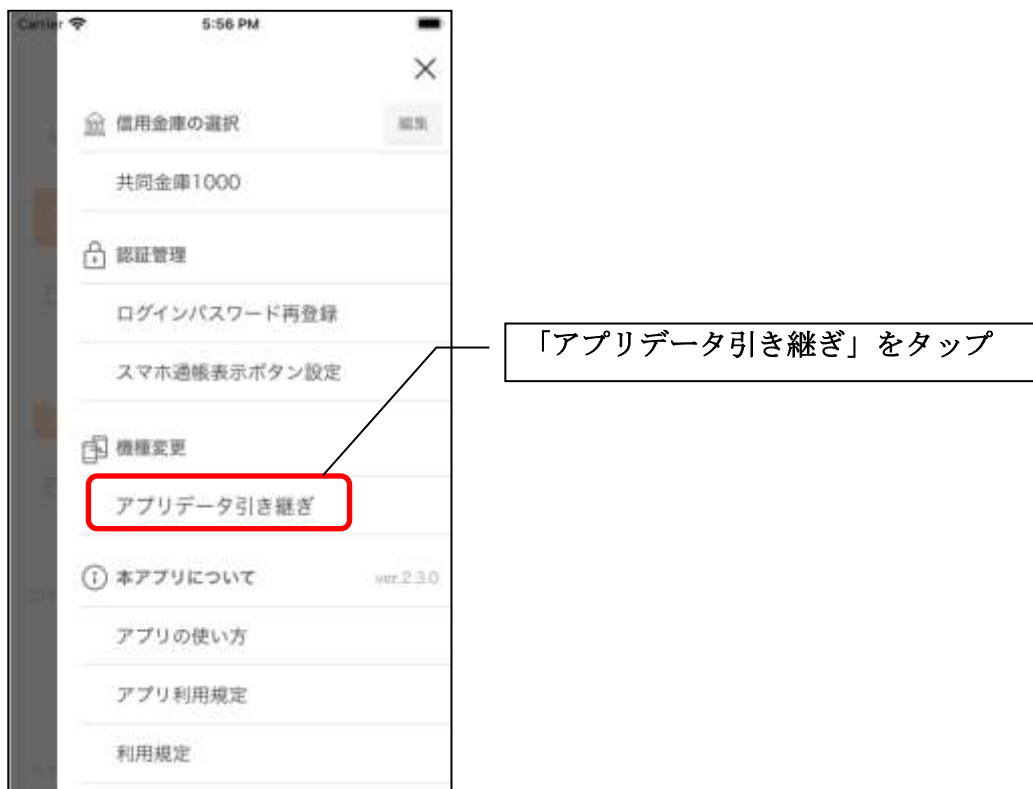 Carrier 5:56 PM
信用金庫の選択 編集
共同金庫1000
認証管理
ログインパスワード再登録
スマホ通帳表示ボタン設定
「アプリデータ引き継ぎ」をタップ
機種変更
アプリデータ引き継ぎ
本アプリについて ver.2.3.0
アプリの使い方
アプリ利用規定
利用規定